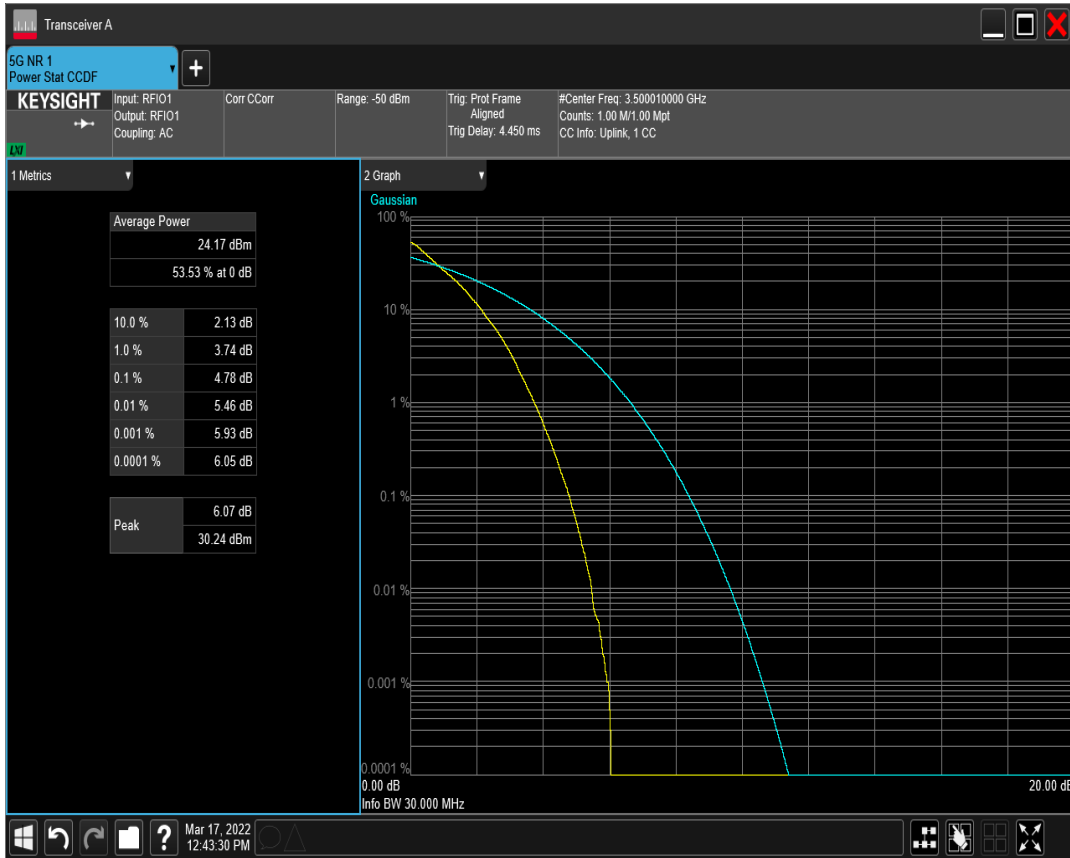 Transceiver A
5G NR 1
Power Stat CCDF
KEYSIGHT
LXI
Input: RFIO1
Output: RFIO1
Coupling: AC
Corr CCorr
Range: -50 dBm
Trig: Prot Frame
Aligned
Trig Delay: 4.450 ms
#Center Freq: 3.500010000 GHz
Counts: 1.00 M/1.00 Mpt
CC Info: Uplink, 1 CC
1 Metrics
Average Power
24.17 dBm
53.53 % at 0 dB
10.0 % 2.13 dB
1.0 % 3.74 dB
0.1 % 4.78 dB
0.01 % 5.46 dB
0.001 % 5.93 dB
0.0001 % 6.05 dB
Peak
6.07 dB
30.24 dBm
2 Graph
Gaussian
100 %
10 %
1 %
0.1 %
0.01 %
0.001 %
0.0001 %
0.00 dB 20.00 dB
Info BW 30.000 MHz
? Mar 17, 2022
12:43:30 PM